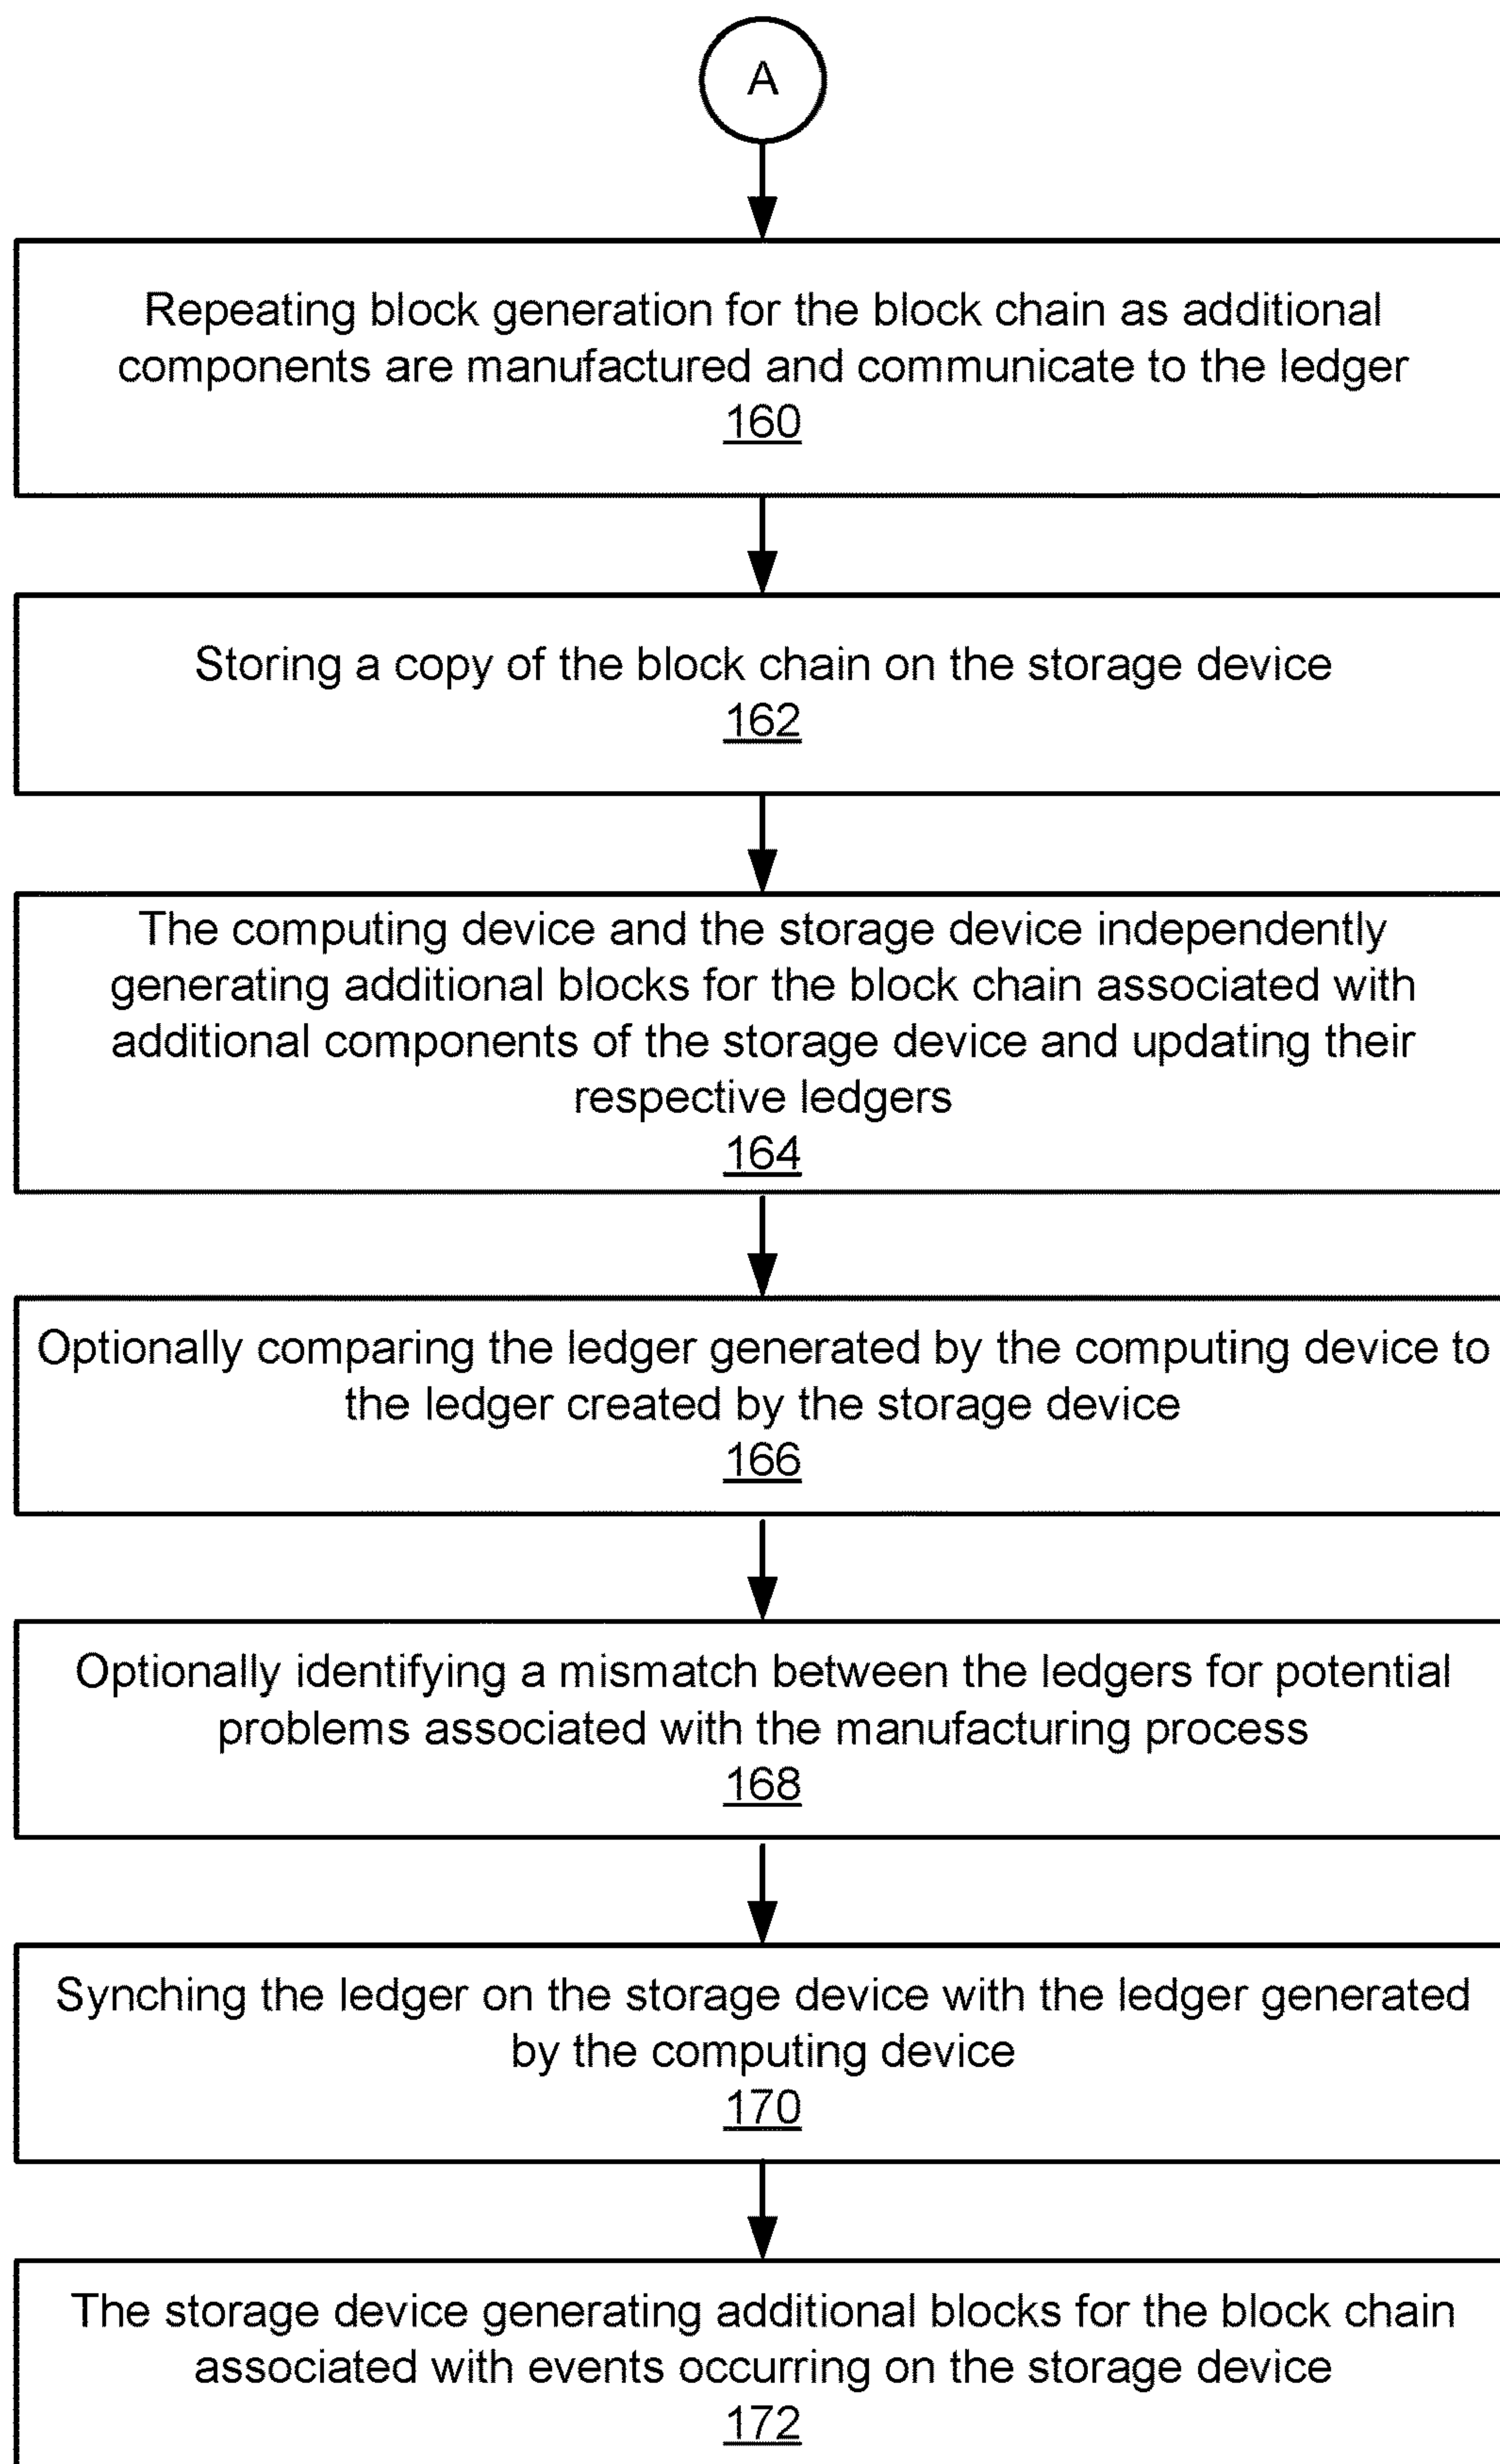 A
Repeating block generation for the block chain as additional
components are manufactured and communicate to the ledger
160
Storing a copy of the block chain on the storage device
162
The computing device and the storage device independently
generating additional blocks for the block chain associated with
additional components of the storage device and updating their
respective ledgers
164
Optionally comparing the ledger generated by the computing device to
the ledger created by the storage device
166
Optionally identifying a mismatch between the ledgers for potential
problems associated with the manufacturing process
168
Synching the ledger on the storage device with the ledger generated
by the computing device
170
The storage device generating additional blocks for the block chain
associated with events occurring on the storage device
172